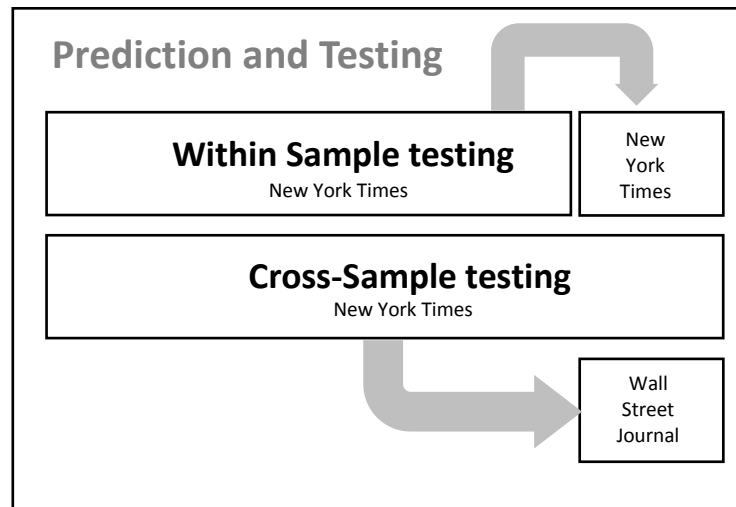 Prediction and Testing
Within Sample testing
New York Times
New
York
Times
Cross-Sample testing
New York Times
Wall
Street
Journal